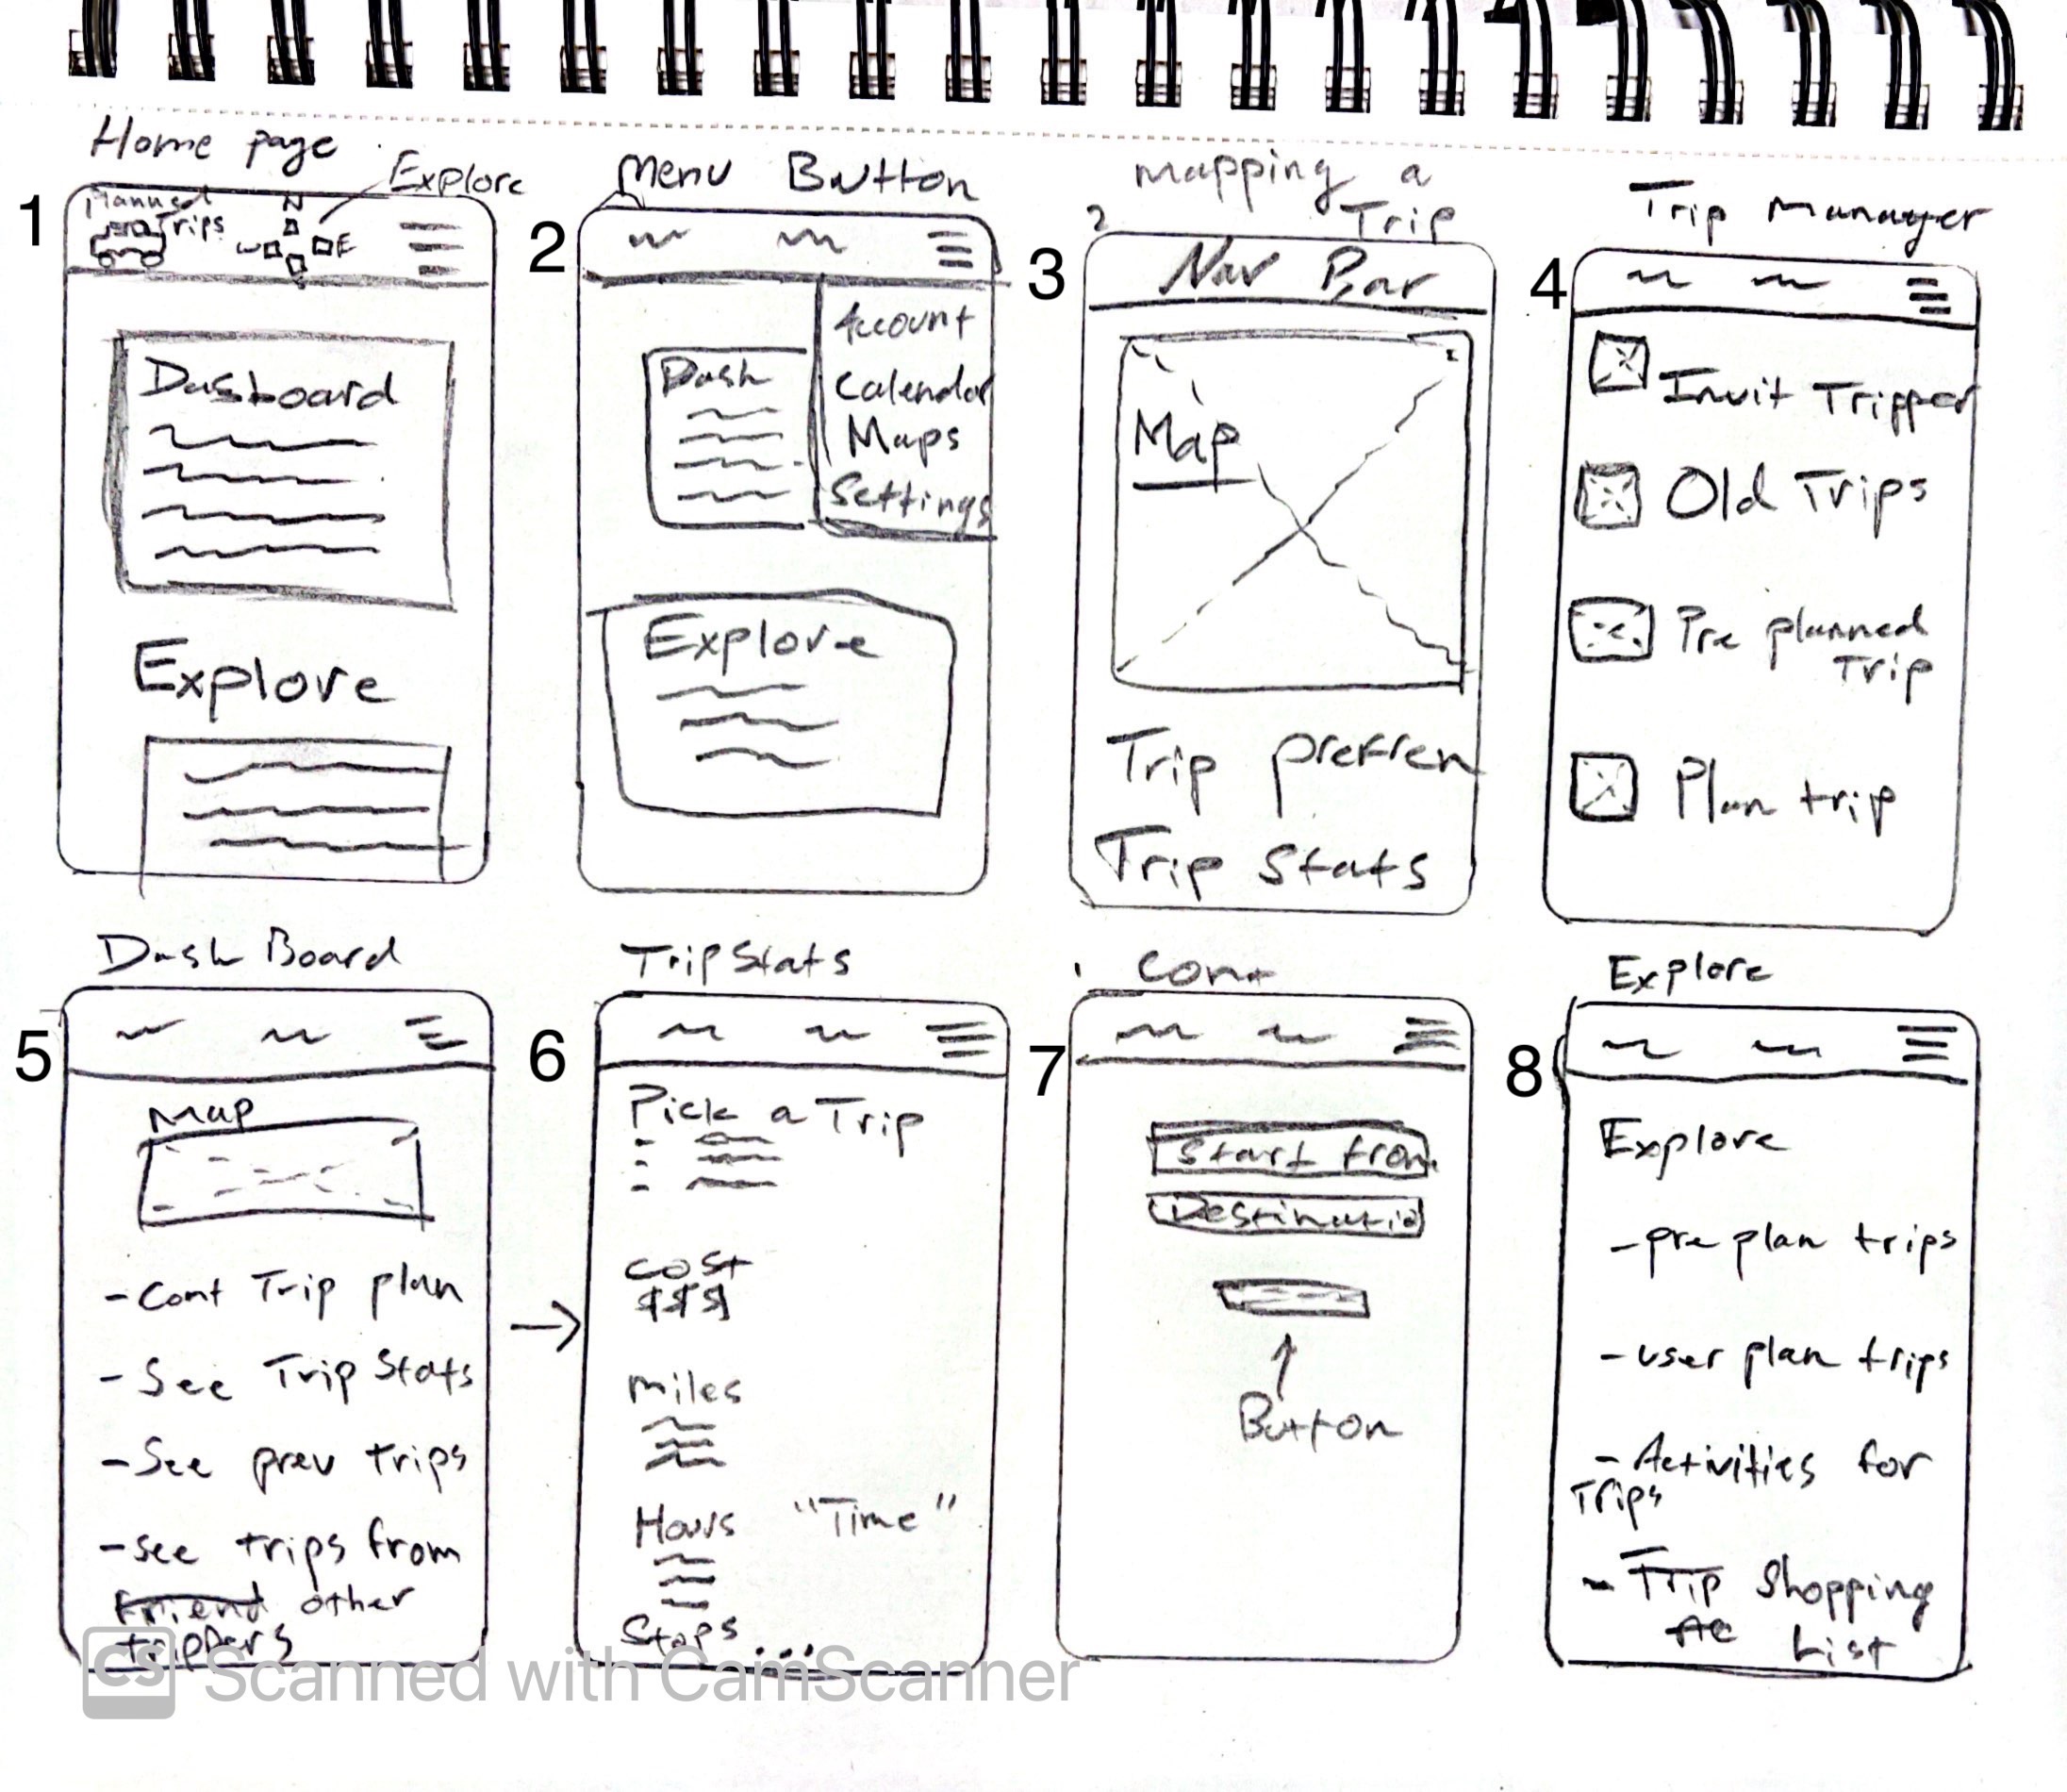 Home page
Explore
1
Planned
Trips
N
W E
Dasboard
Explore
Menu Button
2
Account
Calendar
Maps
Settings
Dash
Explore
mapping a
Trip
3
Nav Bar
Map
Trip prefren
Trip Stats
Trip Manager
4
Invit Tripper
Old Trips
Pre planned
Trip
Plan trip
Dash Board
5
Map
- Cont Trip plan
- See Trip Stats
- See prev trips
- see trips from
Friend other
trippers
Trip Stats
6
Pick a Trip
Cost
$$$
Miles
Hours "Time"
Stops ...
Cont
7
Start from
Destinatio
Button
Explore
8
Explore
- pre plan trips
- user plan trips
- Activities for
Trips
- Trip Shopping
List
CS Scanned with CamScanner